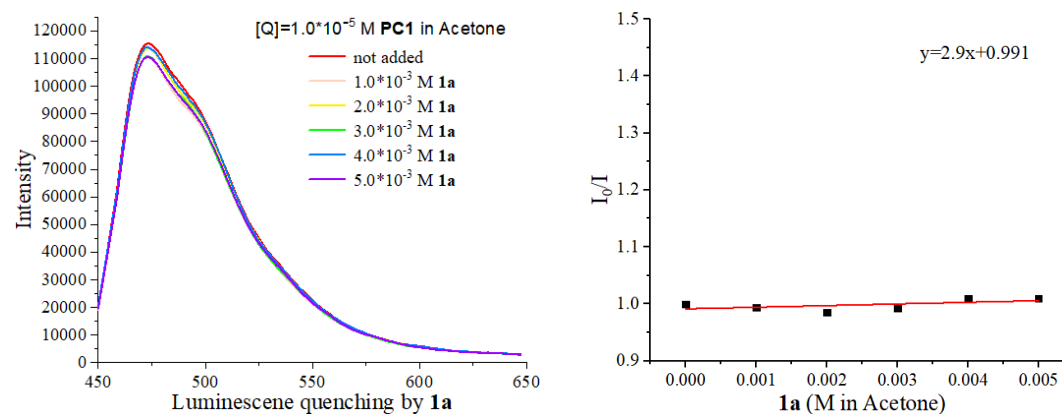 [Q]=1.0*10⁻⁵ M PC1 in Acetone
not added
1.0*10⁻³ M 1a
2.0*10⁻³ M 1a
3.0*10⁻³ M 1a
4.0*10⁻³ M 1a
5.0*10⁻³ M 1a
120000
110000
100000
90000
80000
70000
60000
50000
40000
30000
20000
10000
0
Intensity
450 500 550 600 650
Luminescene quenching by 1a
y=2.9x+0.991
1.5
1.4
1.3
1.2
1.1
1.0
0.9
I₀/I
0.000 0.001 0.002 0.003 0.004 0.005
1a (M in Acetone)